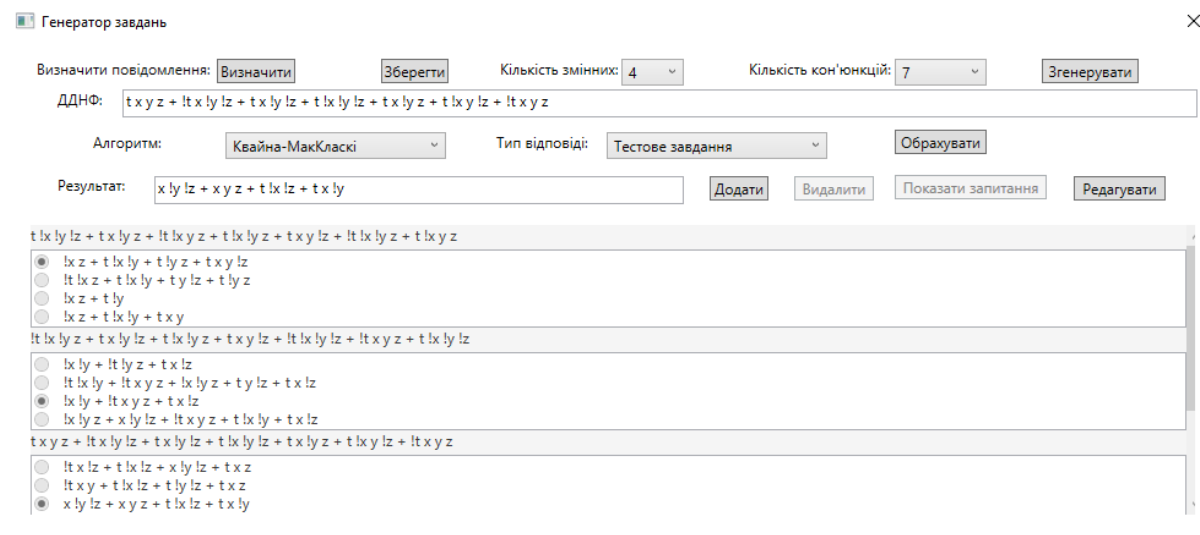 Генератор завдань
Визначити повідомлення: Визначити Зберегти Кількість змінних: 4 Кількість кон'юнкцій: 7 Згенерувати
ДДНФ: t x y z + !t x !y !z + t x !y !z + t !x !y !z + t x !y z + t !x y !z + !t x y z
Алгоритм: Квайна-МакКласкі Тип відповіді: Тестове завдання Обрахувати
Результат: x !y !z + x y z + t !x !z + t x !y Додати Видалити Показати запитання Редагувати
t !x !y !z + t x !y z + !t !x y z + t !x !y z + t x y !z + !t !x !y z + t !x y z
!x z + t !x !y + t !y z + t x y !z
!t !x z + t !x !y + t y !z + t !y z
!x z + t !y
!x z + t !x !y + t x y
!t !x !y z + t x !y !z + t !x !y z + t x y !z + !t !x !y !z + !t x y z + t !x !y !z
!x !y + !t !y z + t x !z
!t !x !y + !t x y z + !x !y z + t y !z + t x !z
!x !y + !t x y z + t x !z
!x !y z + x !y !z + !t x y z + t !x !y + t x !z
t x y z + !t x !y !z + t x !y !z + t !x !y !z + t x !y z + t !x y !z + !t x y z
!t x !z + t !x !z + x !y !z + t x z
!t x y + t !x !z + t !y !z + t x z
x !y !z + x y z + t !x !z + t x !y